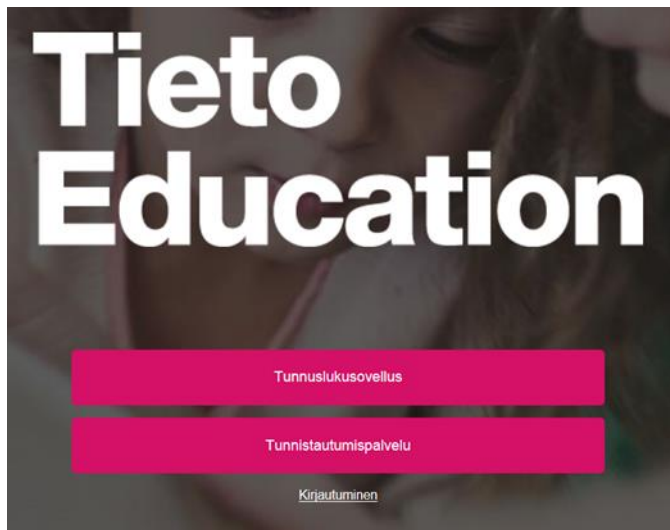 Tieto
Education
Tunnuslukusovellus
Tunnistautumispalvelu
Kirjautuminen